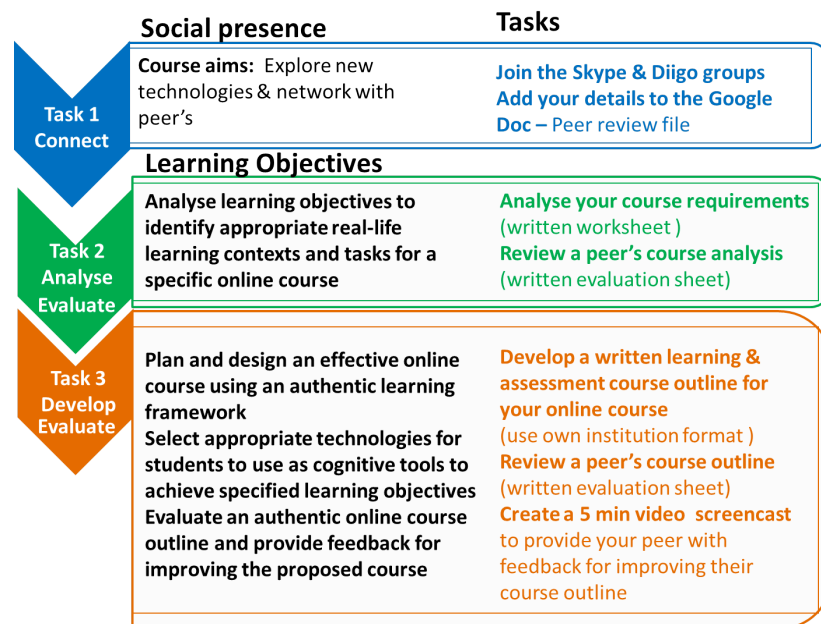 Social presence
Tasks
Task 1
Connect
Course aims: Explore new
technologies & network with
peer's
Join the Skype & Diigo groups
Add your details to the Google
Doc – Peer review file
Learning Objectives
Task 2
Analyse
Evaluate
Analyse learning objectives to
identify appropriate real-life
learning contexts and tasks for a
specific online course
Analyse your course requirements
(written worksheet )
Review a peer's course analysis
(written evaluation sheet)
Task 3
Develop
Evaluate
Plan and design an effective online
course using an authentic learning
framework
Select appropriate technologies for
students to use as cognitive tools to
achieve specified learning objectives
Evaluate an authentic online course
outline and provide feedback for
improving the proposed course
Develop a written learning &
assessment course outline for
your online course
(use own institution format )
Review a peer's course outline
(written evaluation sheet)
Create a 5 min video screencast
to provide your peer with
feedback for improving their
course outline